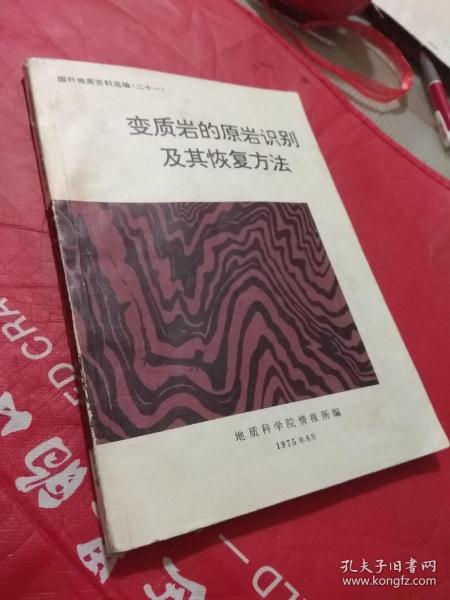 国外地质资料选编(二十一)
变质岩的原岩识别
及其恢复方法
地质科学院情报所编
1975年8月
孔夫子旧书网
www.kongfz.com